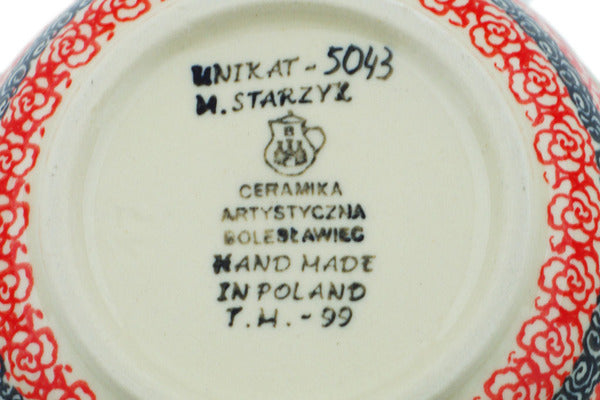 UNIKAT - 5043
M. STARZYK
B
CERAMIKA
ARTYSTYCZNA
BOLESŁAWIEC
HAND MADE
IN POLAND
T.H. - 99